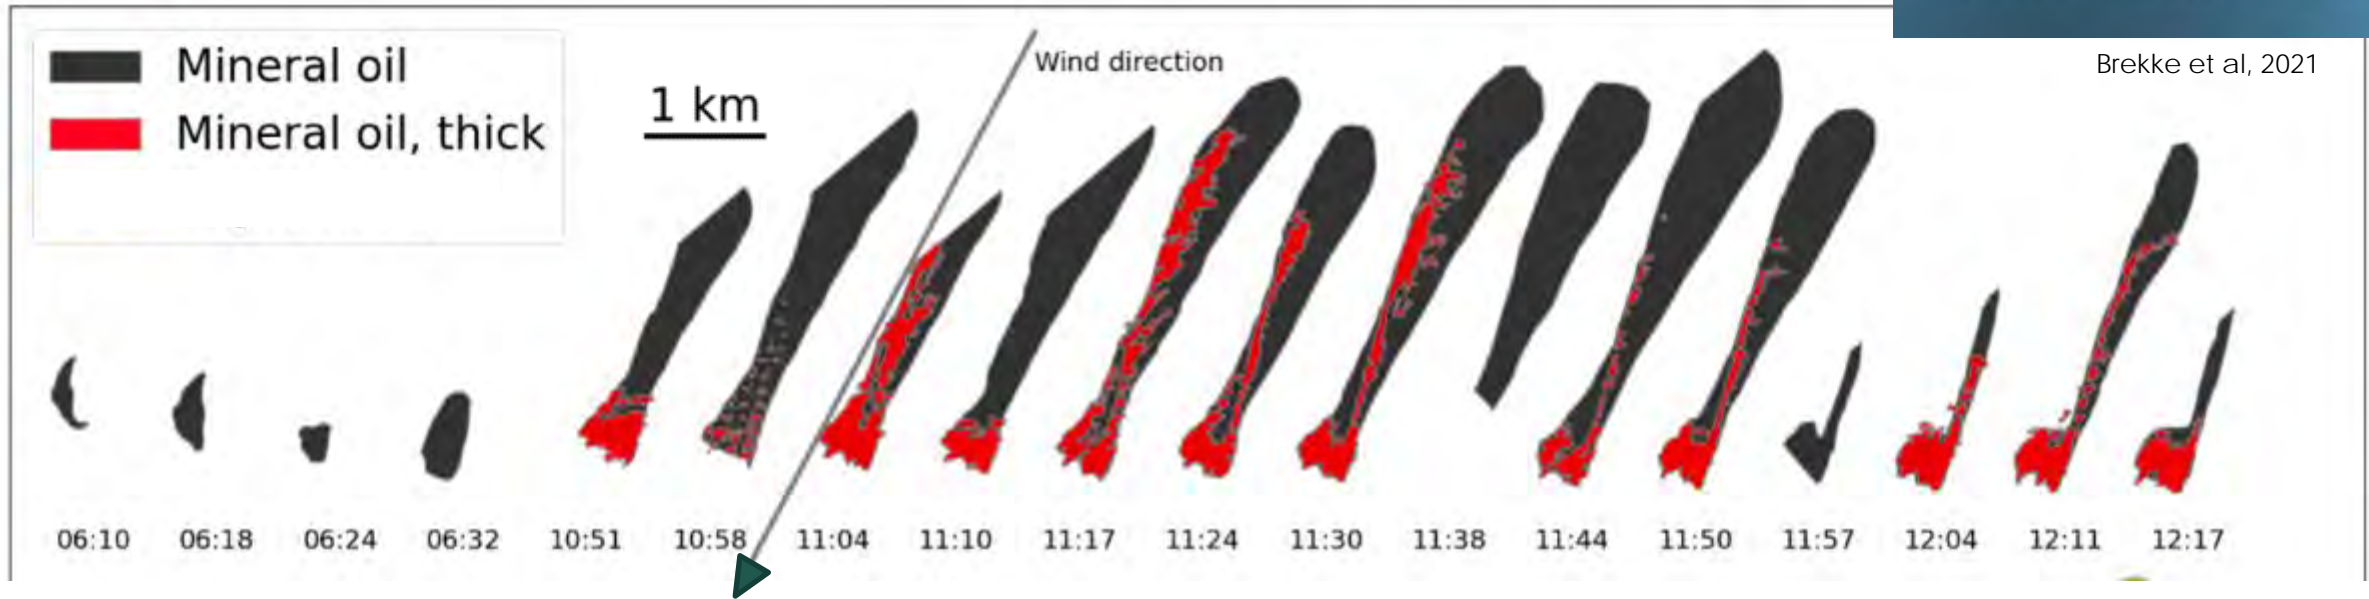 Mineral oil
Mineral oil, thick
1 km
Wind direction
Brekke et al, 2021
06:10 06:18 06:24 06:32 10:51 10:58 11:04 11:10 11:17 11:24 11:30 11:38 11:44 11:50 11:57 12:04 12:11 12:17